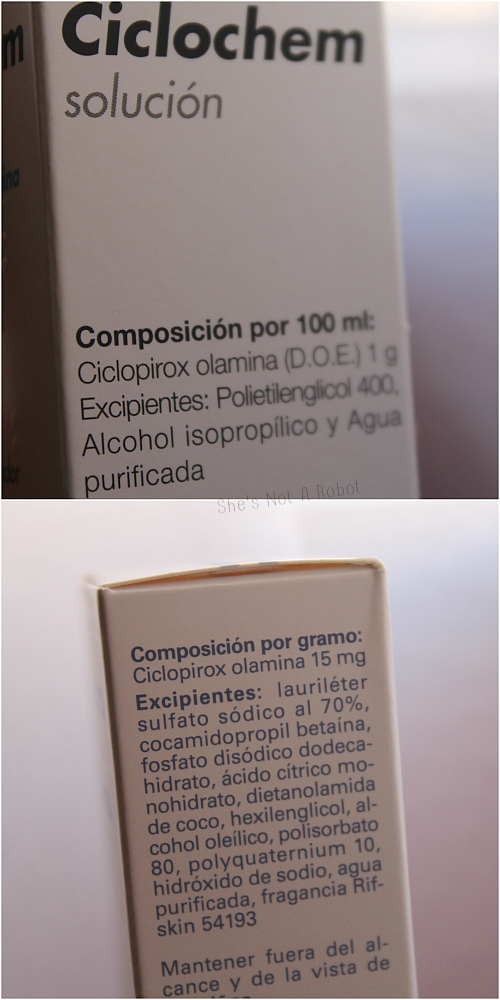 Ciclochem
solución
Composición por 100 ml:
Ciclopirox olamina (D.O.E.) 1 g
Excipientes: Polietilenglicol 400,
Alcohol isopropílico y Agua
purificada
She's Not A Robot
Composición por gramo:
Ciclopirox olamina 15 mg
Excipientes: lauriléter
sulfato sódico al 70%,
cocamidopropil betaína,
fosfato disódico dodeca-
hidrato, ácido cítrico mo-
nohidrato, dietanolamida
de coco, hexilenglicol, al-
cohol oleílico, polisorbato
80, polyquaternium 10,
hidróxido de sodio, agua
purificada, fragancia Rif-
skin 54193
Mantener fuera del al-
cance y de la vista de